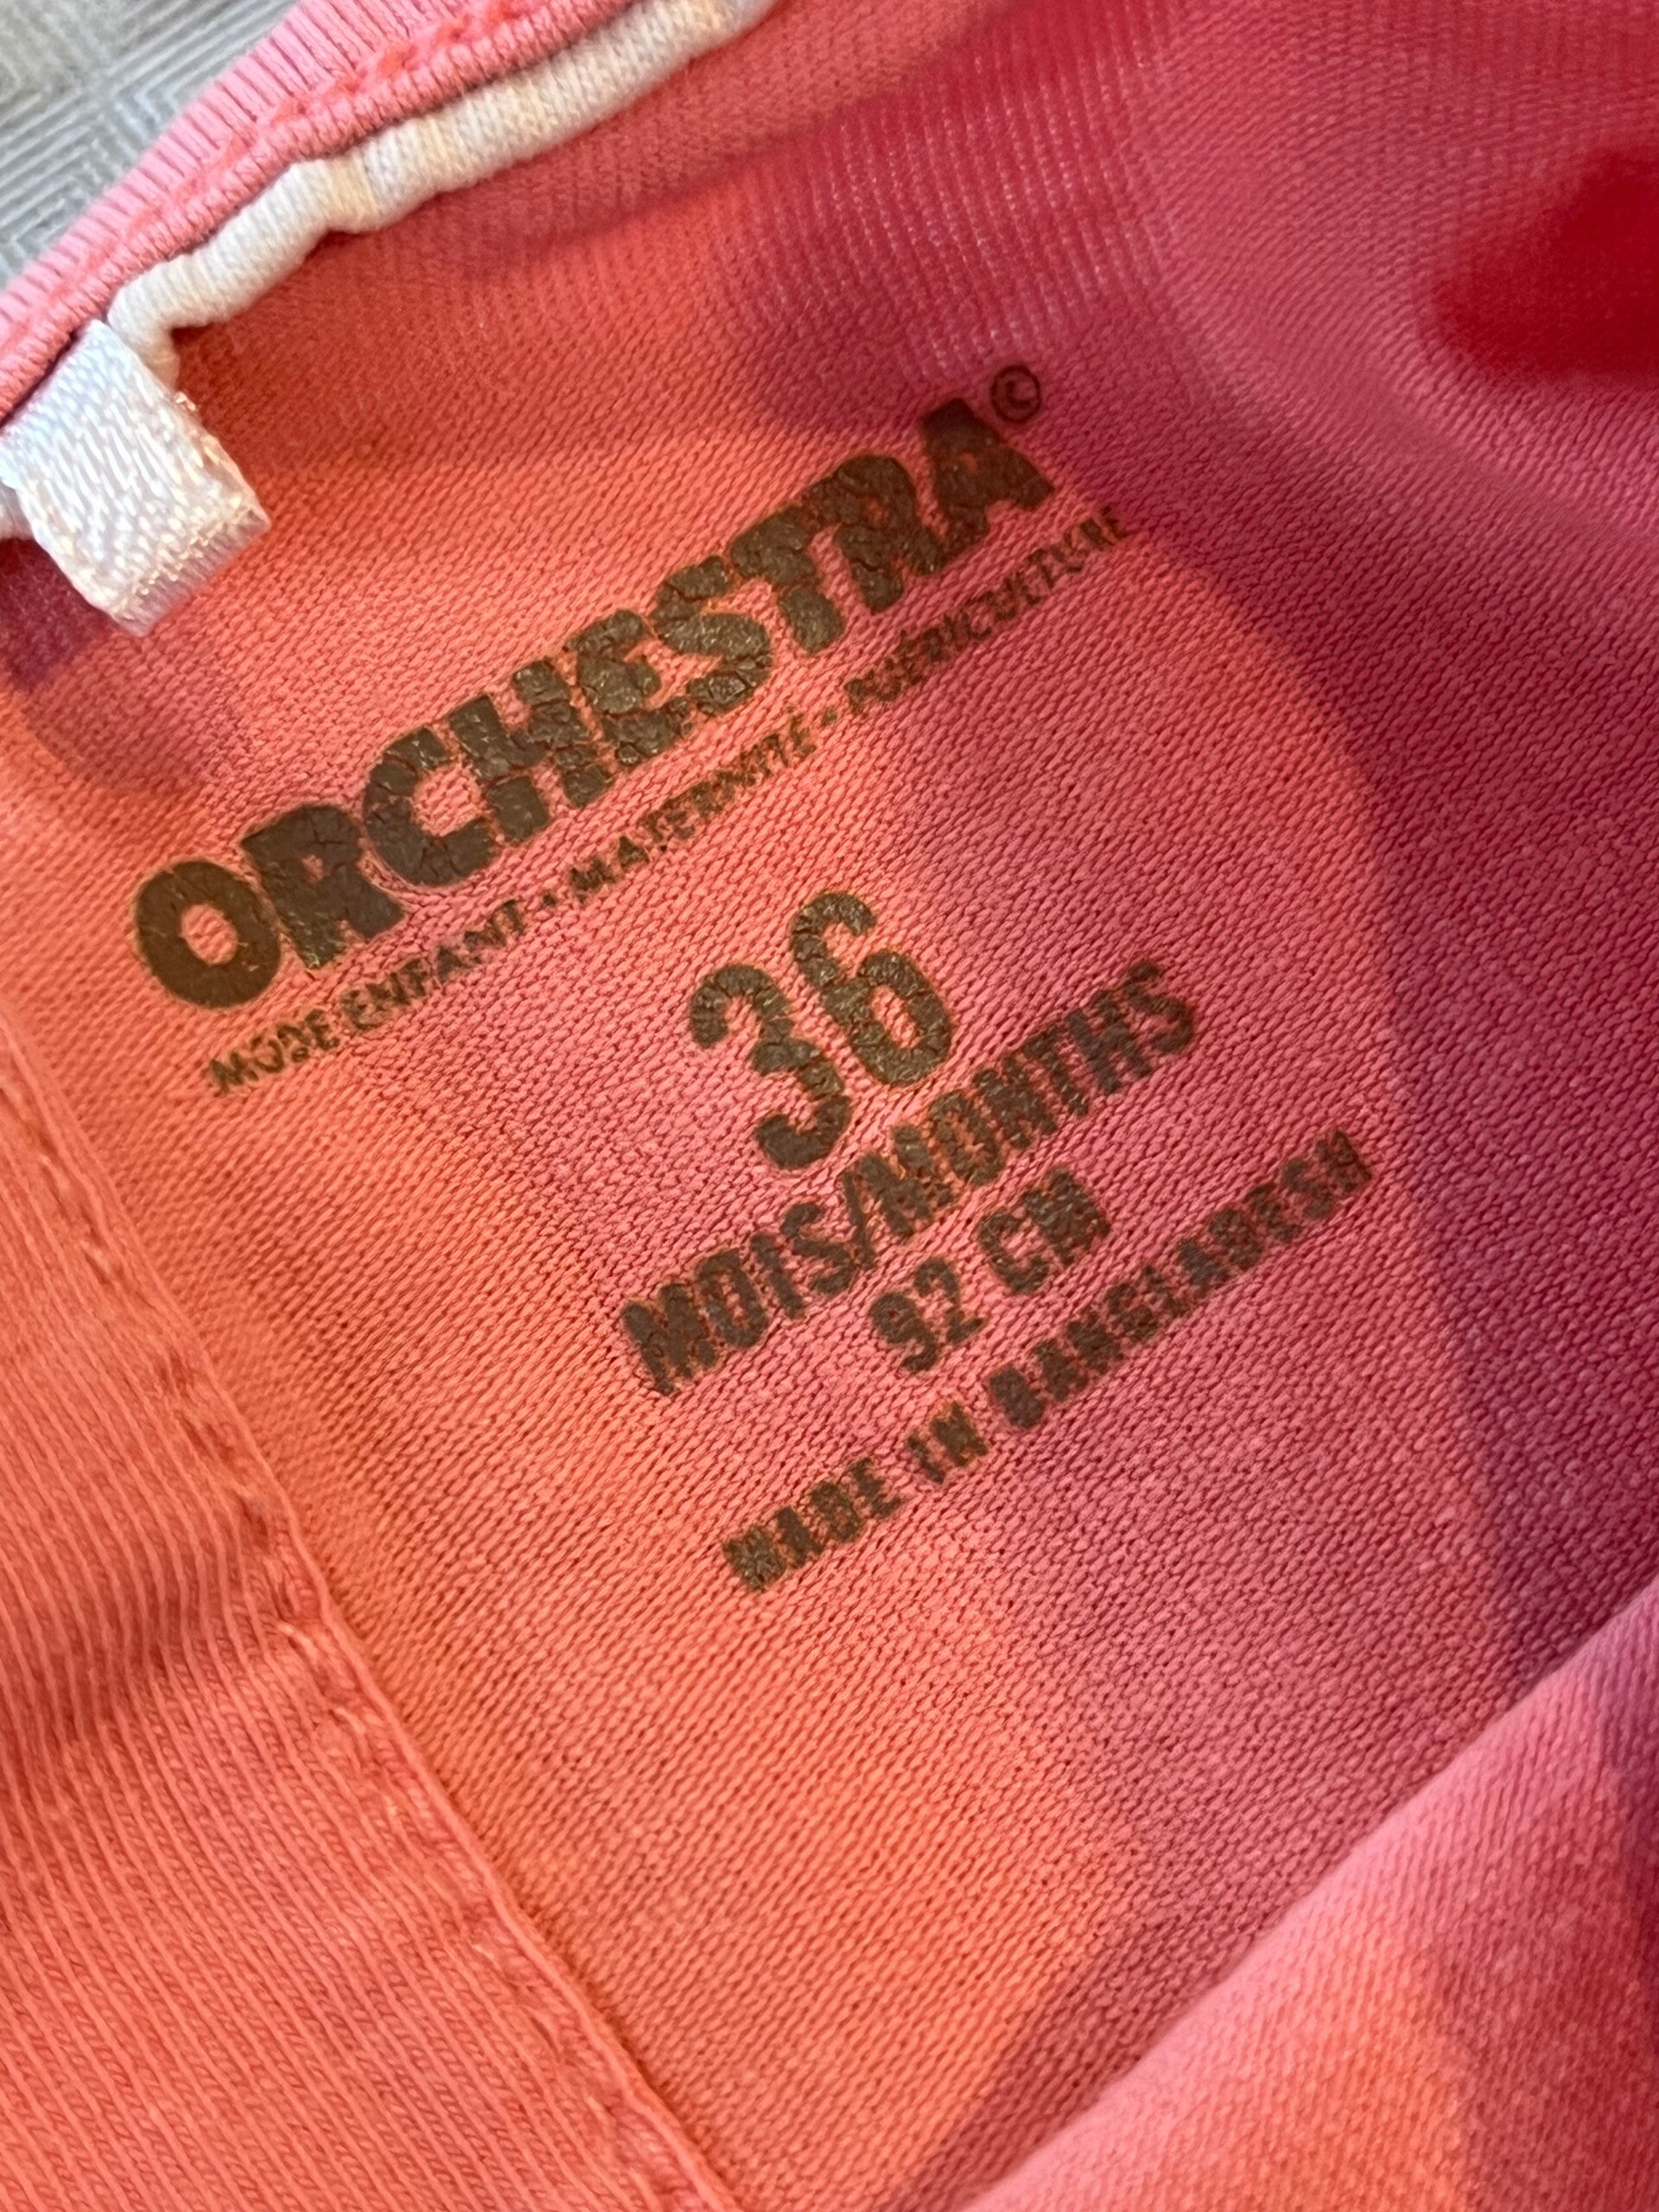 ORCHESTRA©
MODE ENFANT • MATERNITÉ • PUÉRICULTURE
36
MOIS/MONTHS
92 CM
MADE IN BANGLADESH